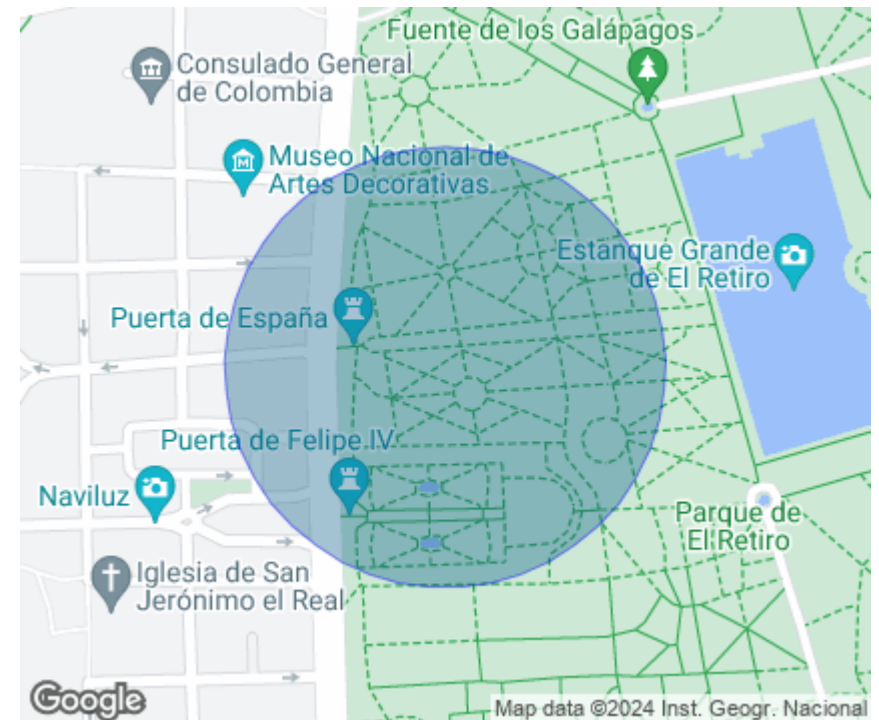 Fuente de los Galápagos
Consulado General
de Colombia
Museo Nacional de
Artes Decorativas
Estanque Grande
de El Retiro
Puerta de España
Puerta de Felipe IV
Naviluz
Parque de
El Retiro
Iglesia de San
Jerónimo el Real
Google
Map data ©2024 Inst. Geogr. Nacional